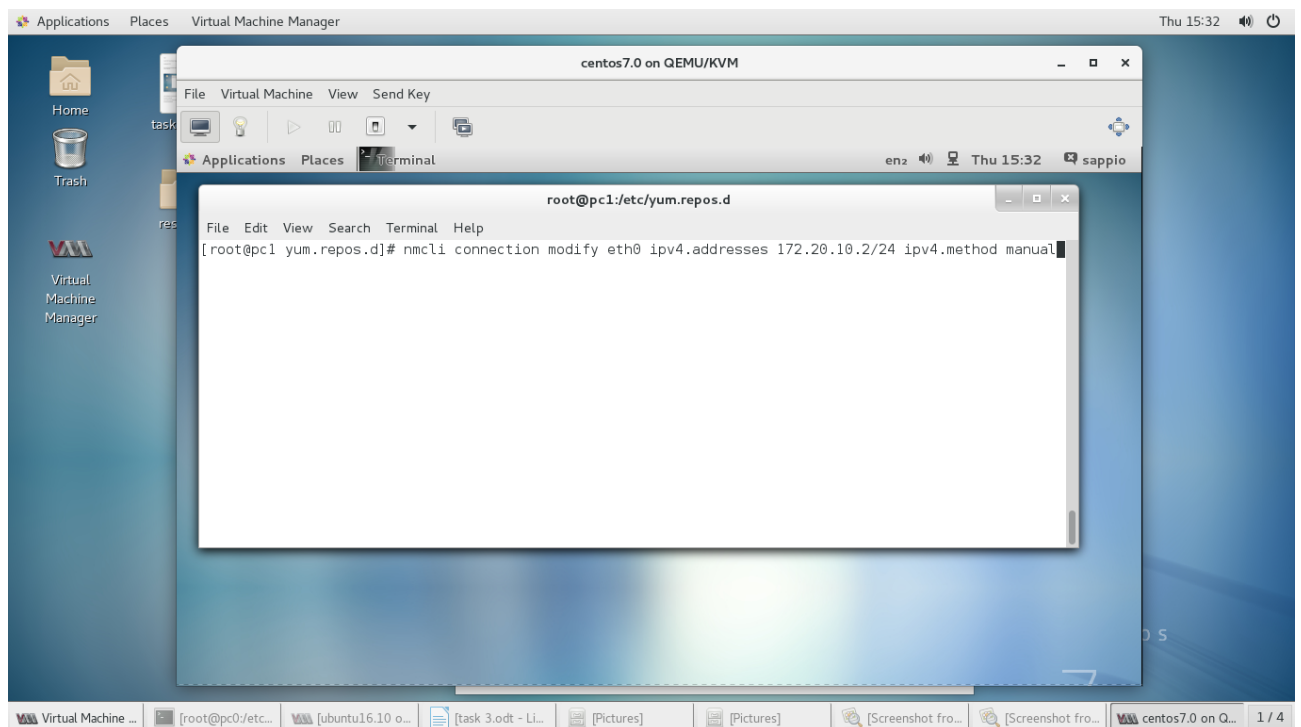 Applications Places Virtual Machine Manager Thu 15:32
centos7.0 on QEMU/KVM
File Virtual Machine View Send Key
Home
task
Applications Places Terminal en2 Thu 15:32 sappio
Trash
root@pc1:/etc/yum.repos.d
res
File Edit View Search Terminal Help
[root@pc1 yum.repos.d]# nmcli connection modify eth0 ipv4.addresses 172.20.10.2/24 ipv4.method manual
Virtual
Machine
Manager
O S
7
Virtual Machine ... [root@pc0:/etc... [ubuntu16.10 o... [task 3.odt - Li... [Pictures] [Pictures] [Screenshot fro... [Screenshot fro... centos7.0 on Q... 1 / 4